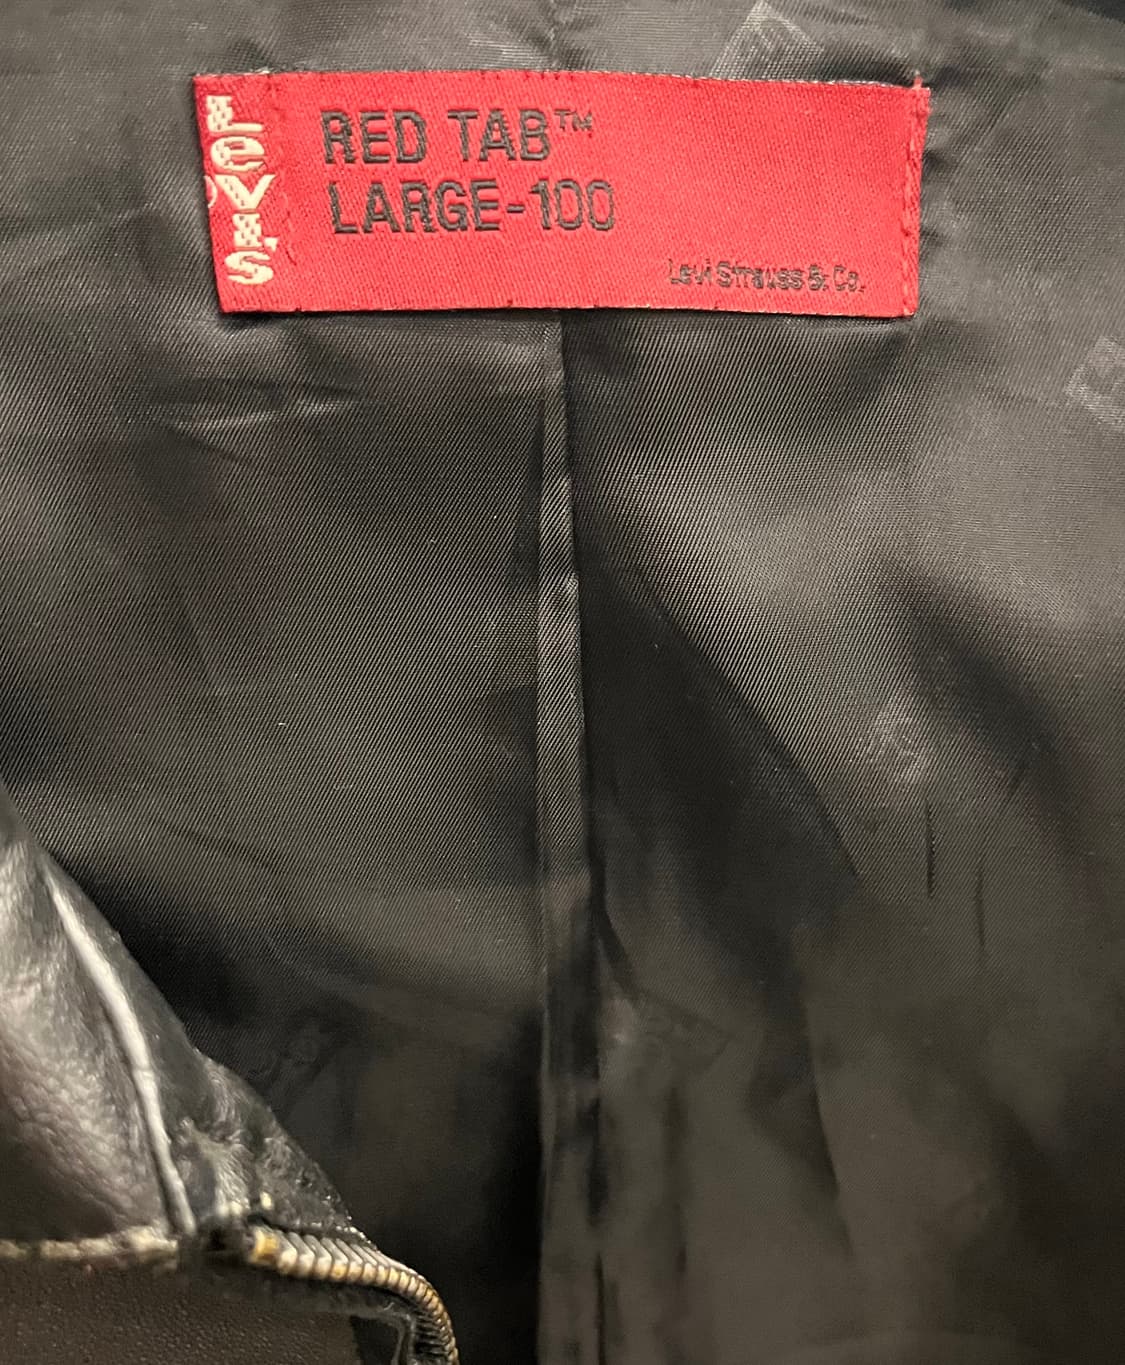 LEVI'S
RED TAB™
LARGE-100
Levi Strauss & Co.